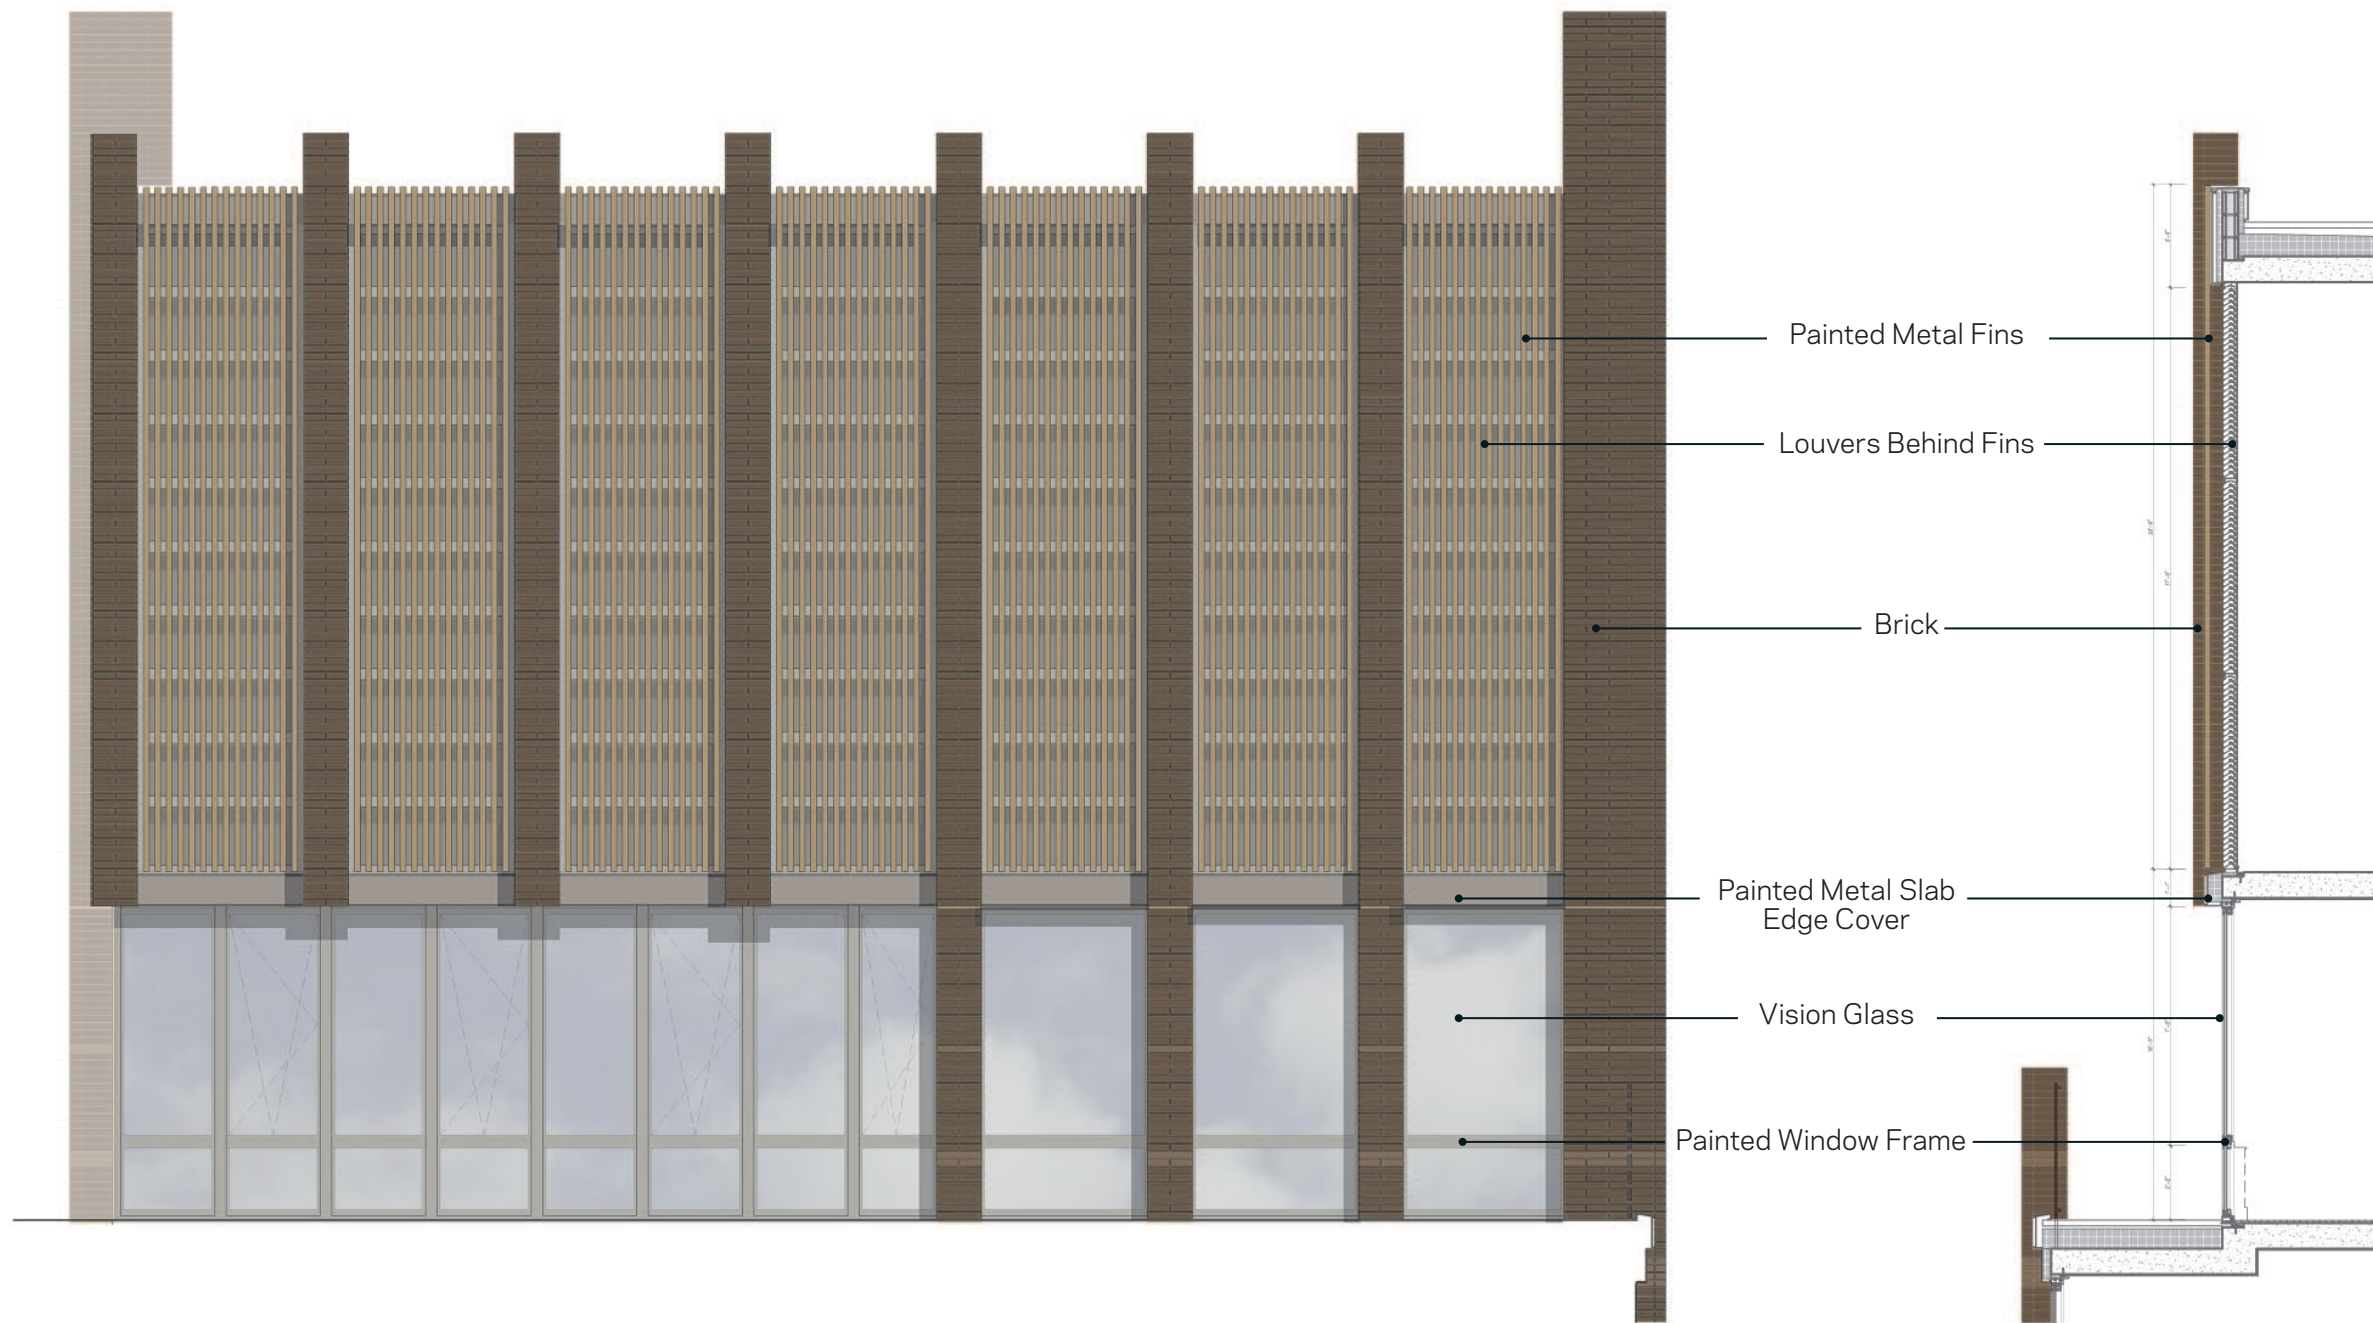 Painted Metal Fins
Louvers Behind Fins
Brick
Painted Metal Slab
Edge Cover
Vision Glass
Painted Window Frame